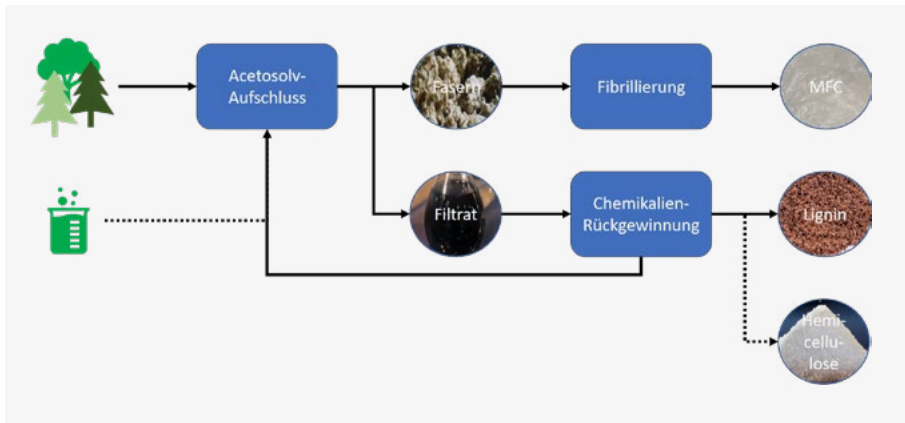 Acetosolv-
Aufschluss
Fasern
Fibrillierung
MFC
Filtrat
Chemikalien-
Rückgewinnung
Lignin
Hemi-
cellu-
lose